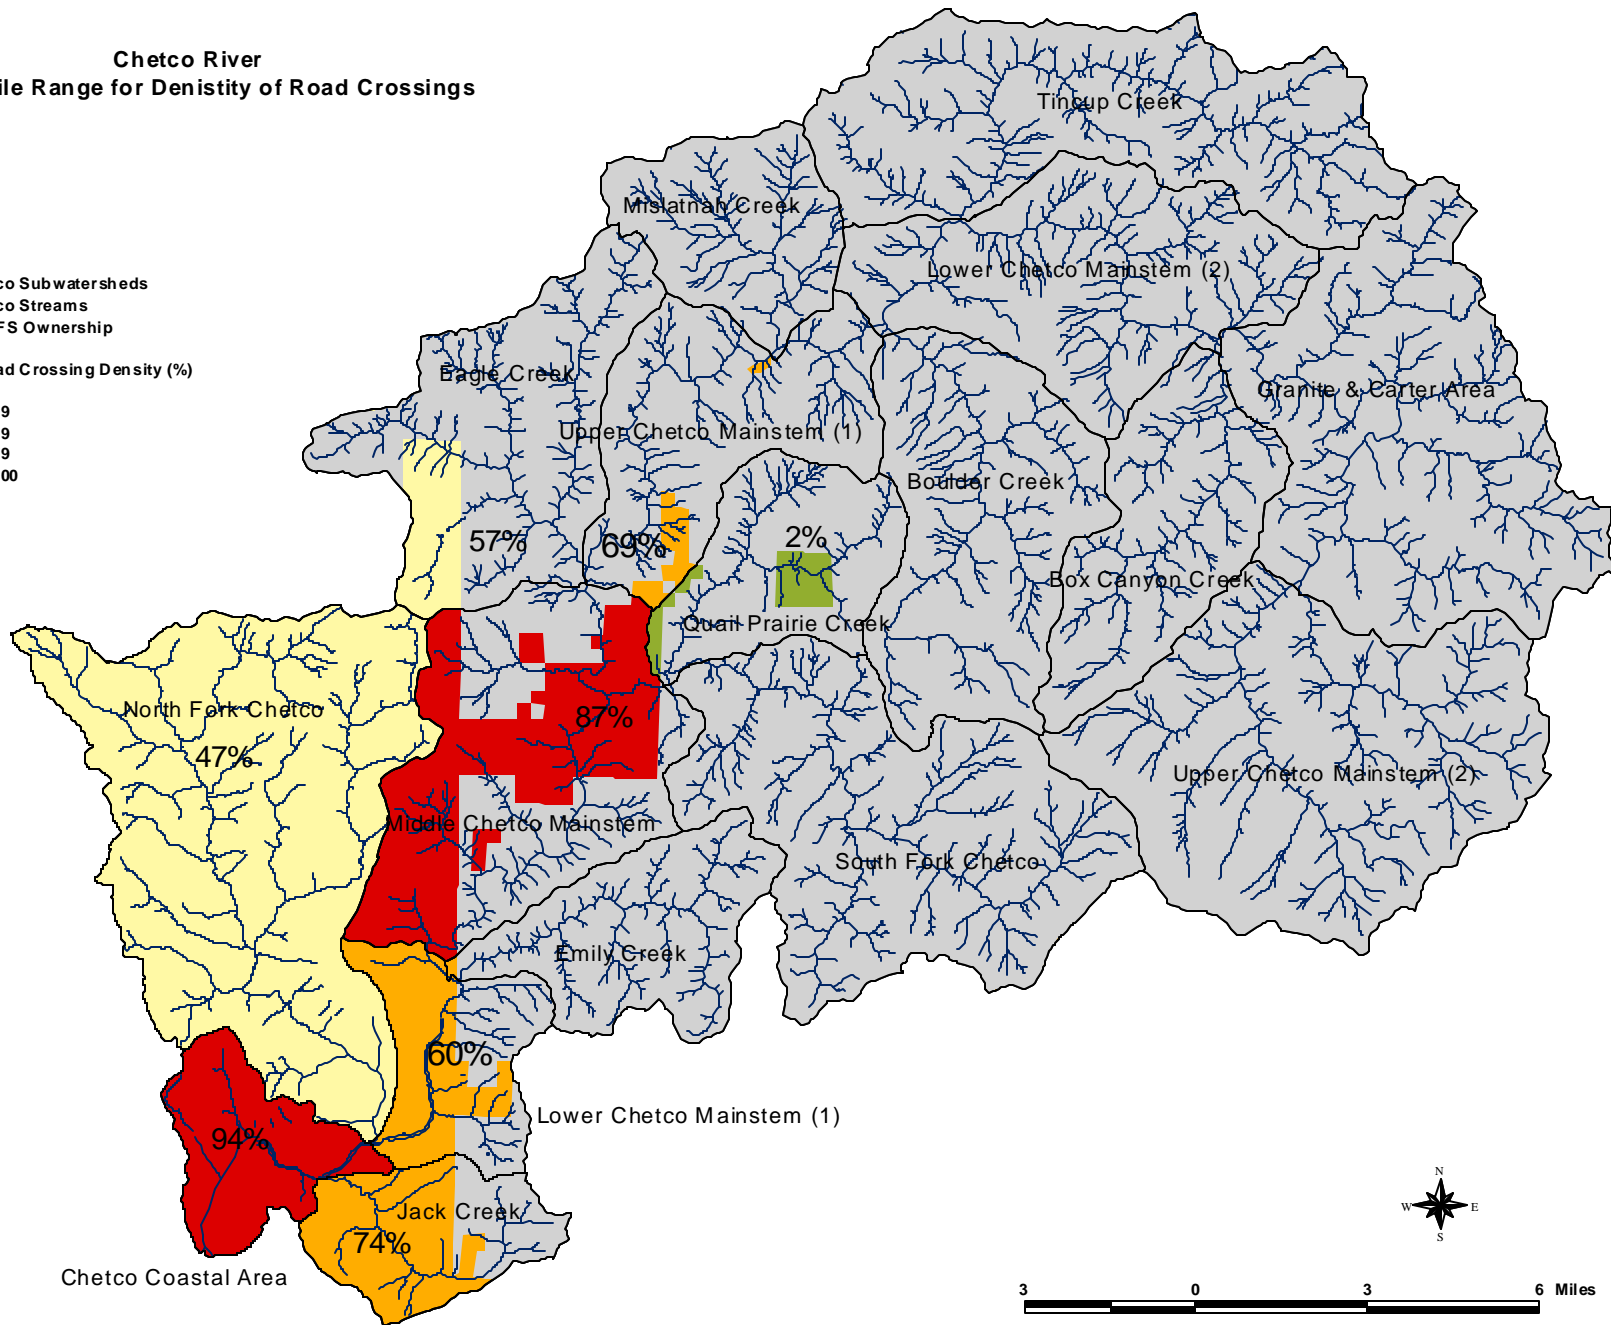 Chetco River
ile Range for Denistity of Road Crossings
Tincup Creek
Mislatnah Creek
co Subwatersheds
co Streams
FS Ownership
Lower Chetco Mainstem (2)
ad Crossing Density (%)
9
9
9
00
Eagle Creek
Granite & Carter Area
Upper Chetco Mainstem (1)
Boulder Creek
57%
69%
2%
Box Canyon Creek
Quail Prairie Creek
North Fork Chetco
47%
87%
Upper Chetco Mainstem (2)
Middle Chetco Mainstem
South Fork Chetco
Emily Creek
60%
Lower Chetco Mainstem (1)
94%
Jack Creek
74%
Chetco Coastal Area
N
W E
S
3 0 3 6 Miles